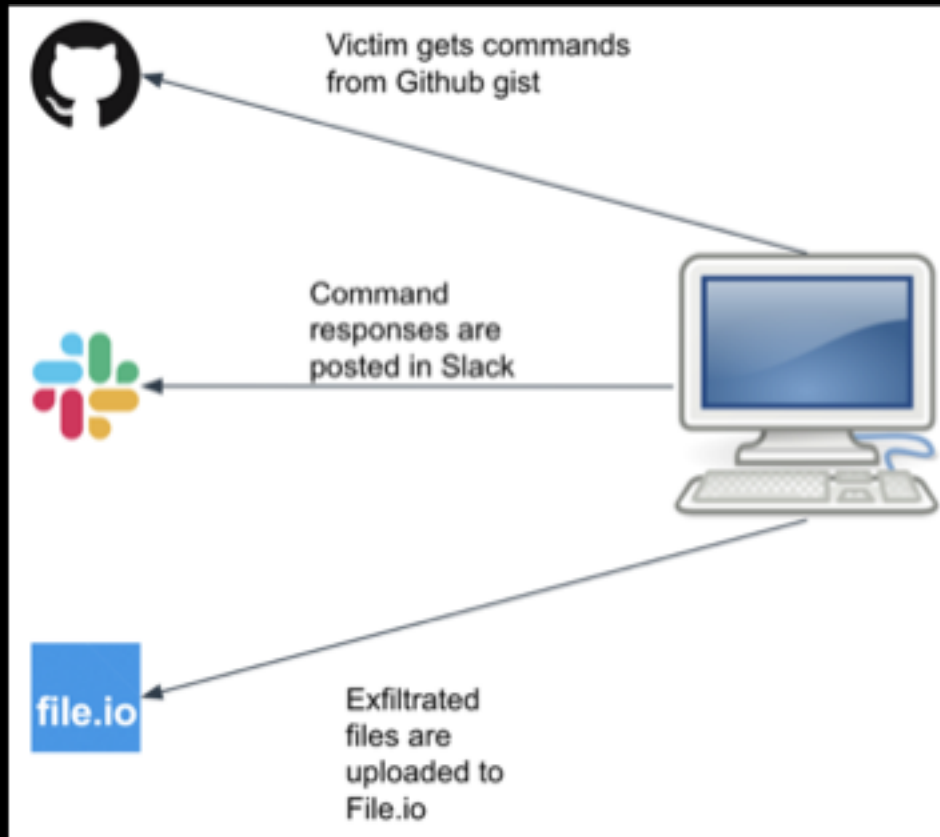 Victim gets commands
from Github gist
Command
responses are
posted in Slack
file.io
Exfiltrated
files are
uploaded to
File.io